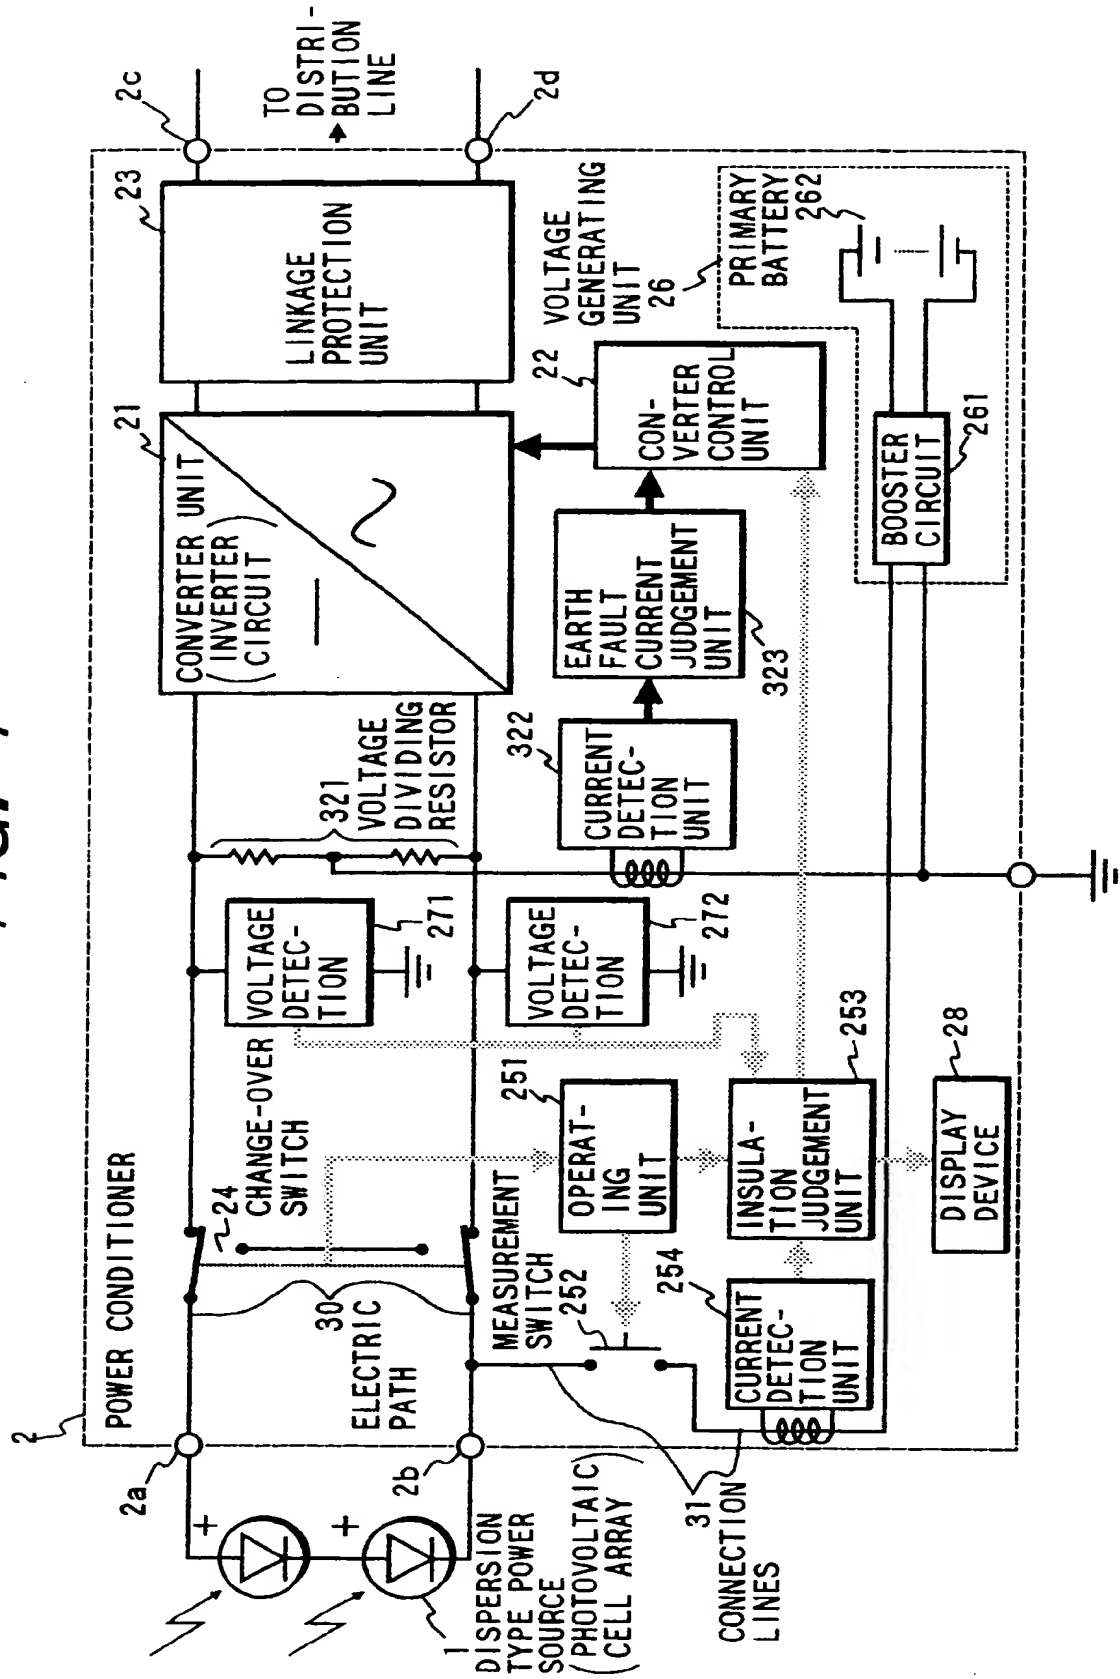 2
POWER CONDITIONER
2a
2b
2c
2d
TO
DISTRI-
BUTION
LINE
21
CONVERTER UNIT
(INVERTER
CIRCUIT)
23
LINKAGE
PROTECTION
UNIT
24
CHANGE-OVER
SWITCH
30
ELECTRIC
PATH
VOLTAGE
DETEC-
TION
271
VOLTAGE
DETEC-
TION
272
321
VOLTAGE
DIVIDING
RESISTOR
322
CURRENT
DETEC-
TION
UNIT
EARTH
FAULT
CURRENT
JUDGEMENT
UNIT
323
22
CON-
VERTER
CONTROL
UNIT
VOLTAGE
GENERATING
UNIT
26
PRIMARY
BATTERY
262
BOOSTER
CIRCUIT
261
MEASUREMENT
SWITCH
252
251
OPERAT-
ING
UNIT
INSULA-
TION
JUDGEMENT
UNIT
253
254
CURRENT
DETEC-
TION
UNIT
28
DISPLAY
DEVICE
31
CONNECTION
LINES
+
+
1
DISPERSION
TYPE POWER
SOURCE
(PHOTOVOLTAIC
CELL ARRAY)